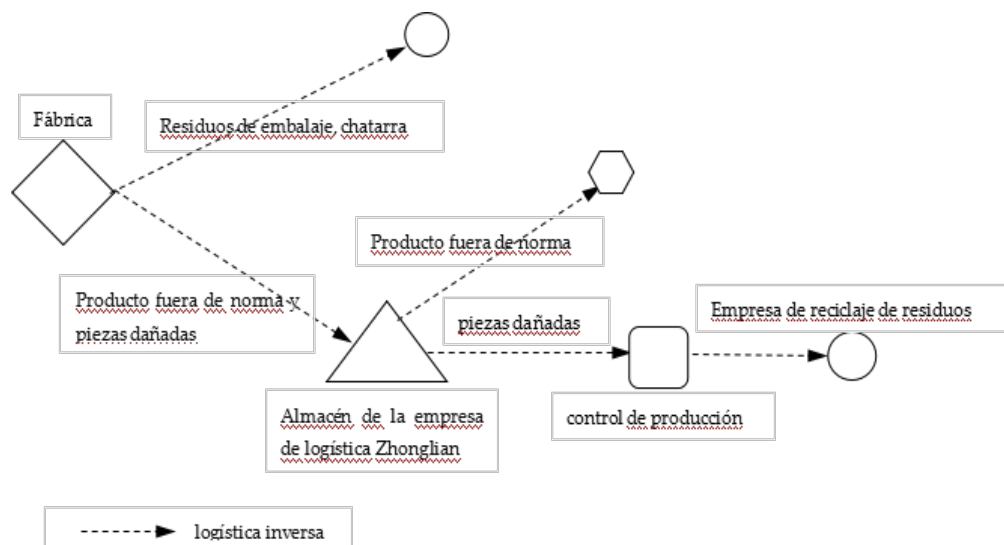 Fábrica
Residuos de embalaje, chatarra
Producto fuera de norma
Producto fuera de norma y
piezas dañadas
piezas dañadas
Empresa de reciclaje de residuos
Almacén de la empresa
de logística Zhonglian
control de producción
logística inversa